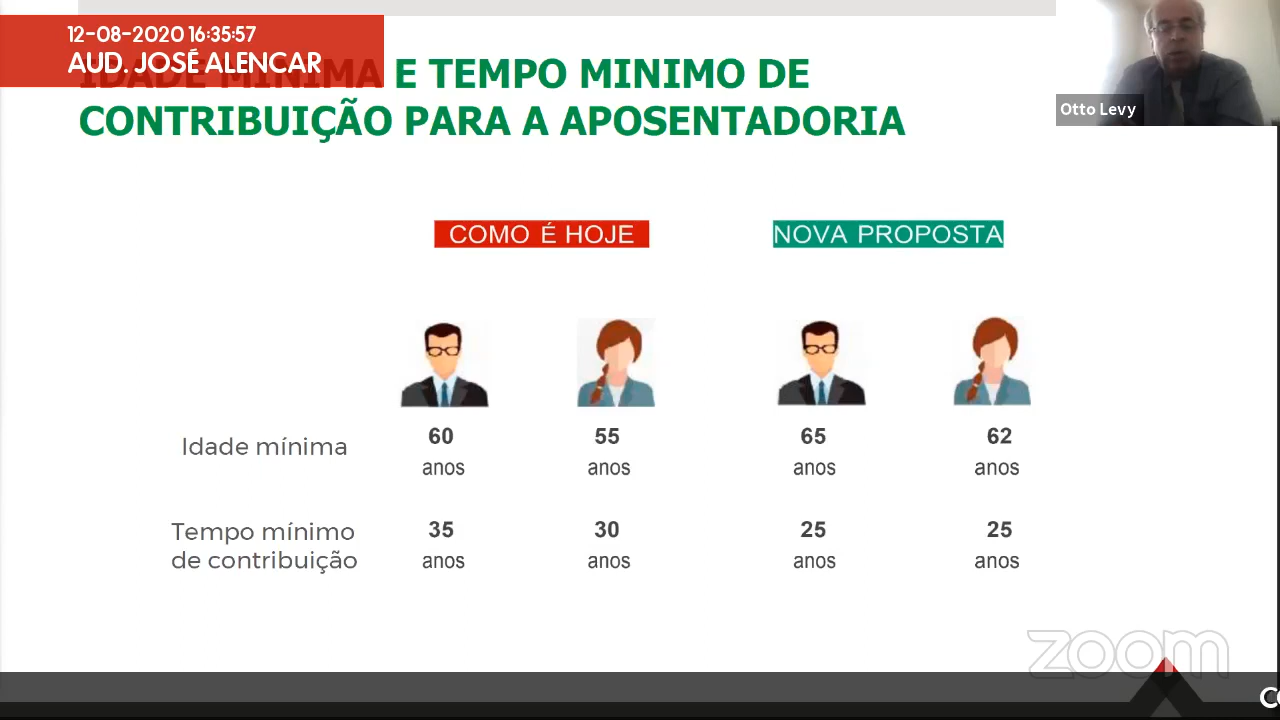 12-08-2020 16:35:57
AUD. JOSÉ ALENCAR
Otto Levy
IDADE MINIMA E TEMPO MINIMO DE
CONTRIBUIÇÃO PARA A APOSENTADORIA
COMO É HOJE
NOVA PROPOSTA
Idade mínima
60 55 65 62
anos anos anos anos
Tempo mínimo
de contribuição
35 30 25 25
anos anos anos anos
zoom